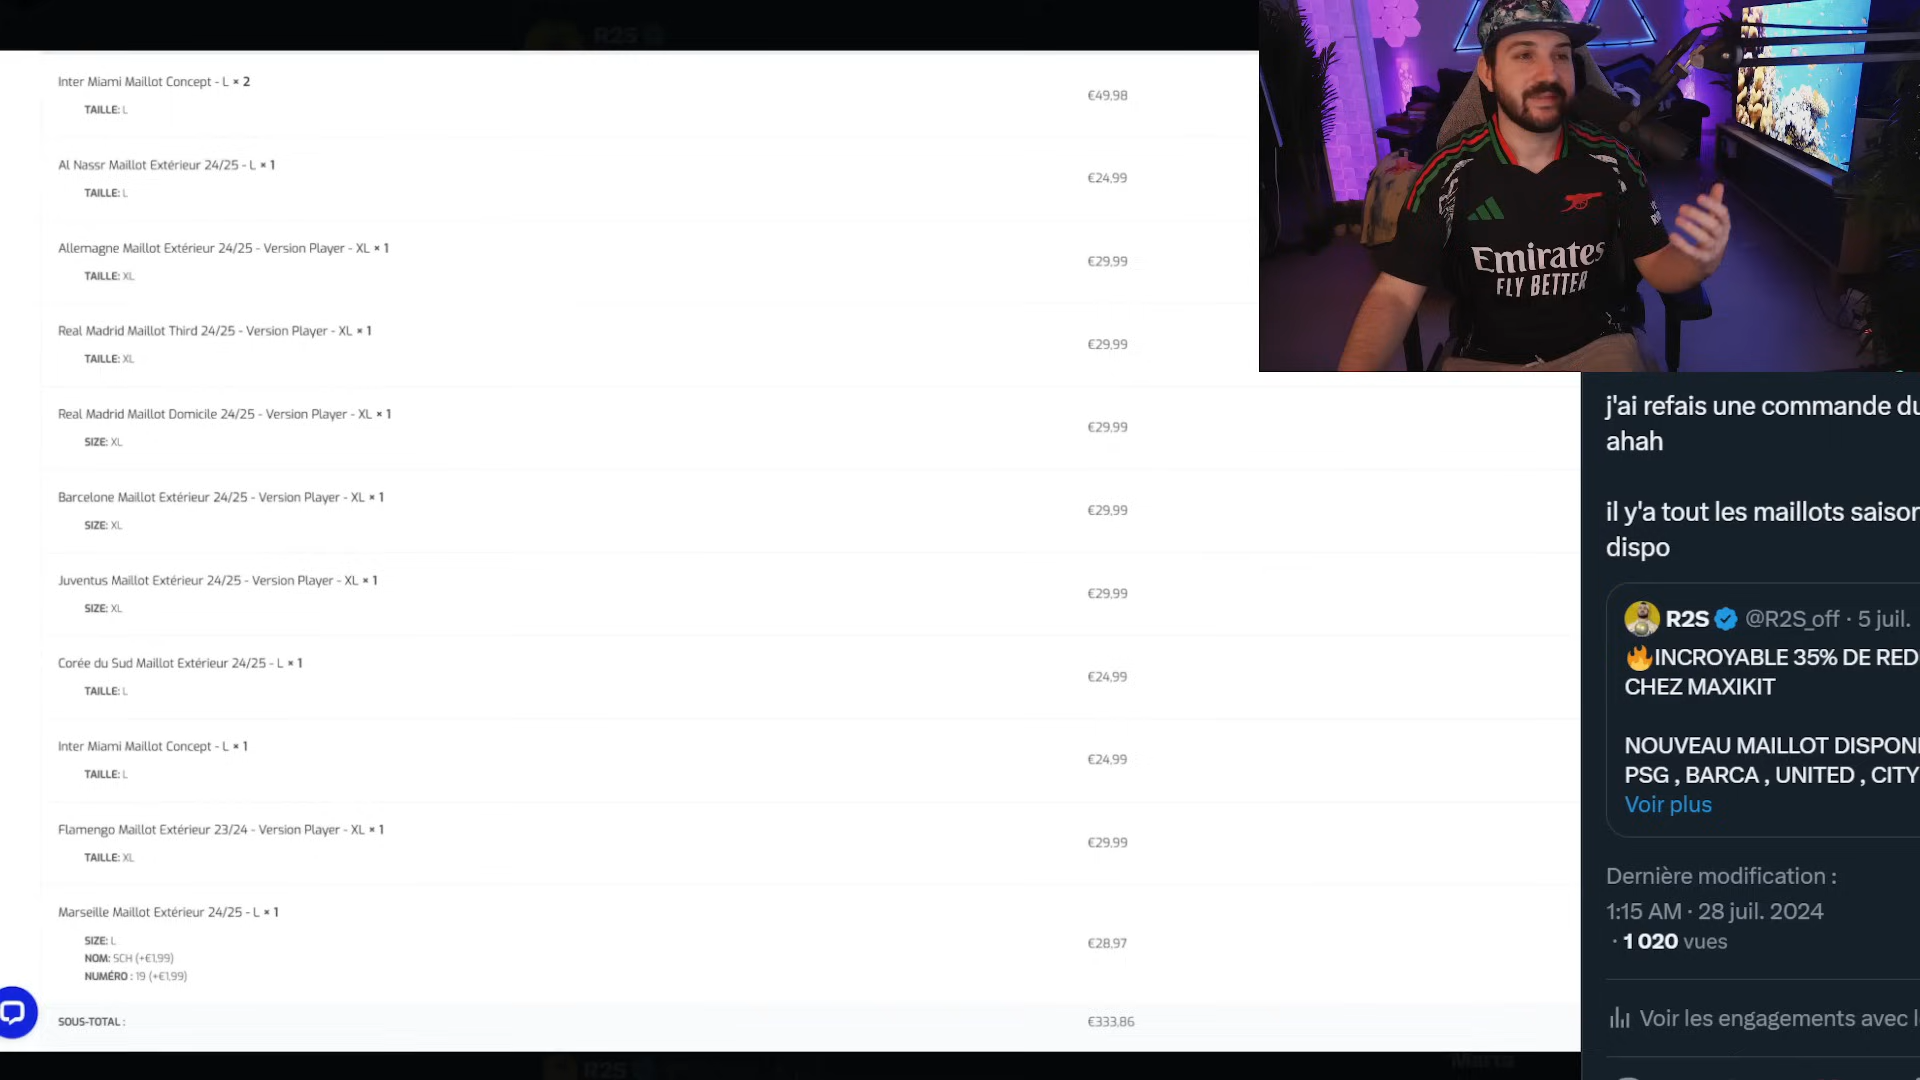 R2S
Inter Miami Maillot Concept - L × 2
TAILLE: L
€49,98
Al Nassr Maillot Extérieur 24/25 - L × 1
TAILLE: L
€24,99
Allemagne Maillot Extérieur 24/25 - Version Player - XL × 1
TAILLE: XL
€29,99
Real Madrid Maillot Third 24/25 - Version Player - XL × 1
TAILLE: XL
€29,99
Real Madrid Maillot Domicile 24/25 - Version Player - XL × 1
SIZE: XL
€29,99
Barcelone Maillot Extérieur 24/25 - Version Player - XL × 1
SIZE: XL
€29,99
Juventus Maillot Extérieur 24/25 - Version Player - XL × 1
SIZE: XL
€29,99
Corée du Sud Maillot Extérieur 24/25 - L × 1
TAILLE: L
€24,99
Inter Miami Maillot Concept - L × 1
TAILLE: L
€24,99
Flamengo Maillot Extérieur 23/24 - Version Player - XL × 1
TAILLE: XL
€29,99
Marseille Maillot Extérieur 24/25 - L × 1
SIZE: L
NOM: SCH (+€1,99)
NUMÉRO : 19 (+€1,99)
€28,97
SOUS-TOTAL :
€333,86
Emirates
FLY BETTER
j'ai refais une commande du
ahah
il y'a tout les maillots saison
dispo
R2S @R2S_off · 5 juil.
🔥INCROYABLE 35% DE RED
CHEZ MAXIKIT
NOUVEAU MAILLOT DISPONI
PSG , BARCA , UNITED , CITY
Voir plus
Dernière modification :
1:15 AM · 28 juil. 2024
· 1 020 vues
Voir les engagements avec l
R2S